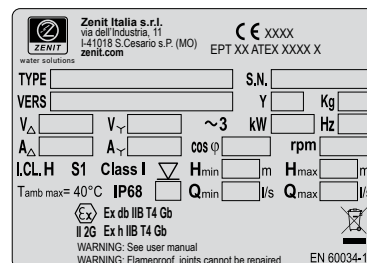 ZENIT
water solutions
Zenit Italia s.r.l.
via dell'Industria, 11
I-41018 S.Cesario s.P. (MO)
zenit.com
CE XXXX
EPT XX ATEX XXXX X
TYPE S.N.
VERS Y Kg
V△ V⅄ ~3 kW Hz
A△ A⅄ cos φ rpm
I.CL. H S1 Class I Hmin m Hmax m
Tamb max= 40°C IP68 Qmin l/s Qmax l/s
Ex Ex db IIB T4 Gb
II 2G Ex h IIB T4 Gb
WARNING: See user manual
WARNING: Flameproof joints cannot be repaired
EN 60034-1